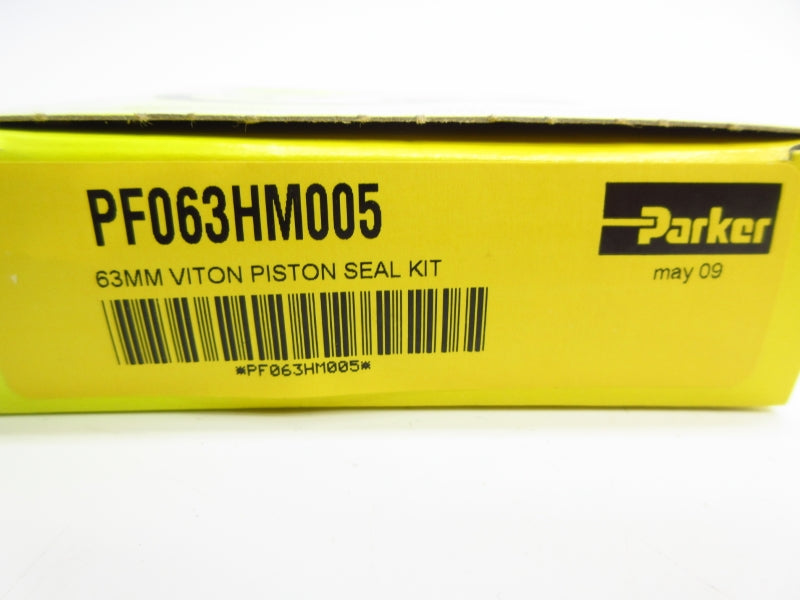 PF063HM005
Parker
63MM VITON PISTON SEAL KIT
may 09
*PF063HM005*